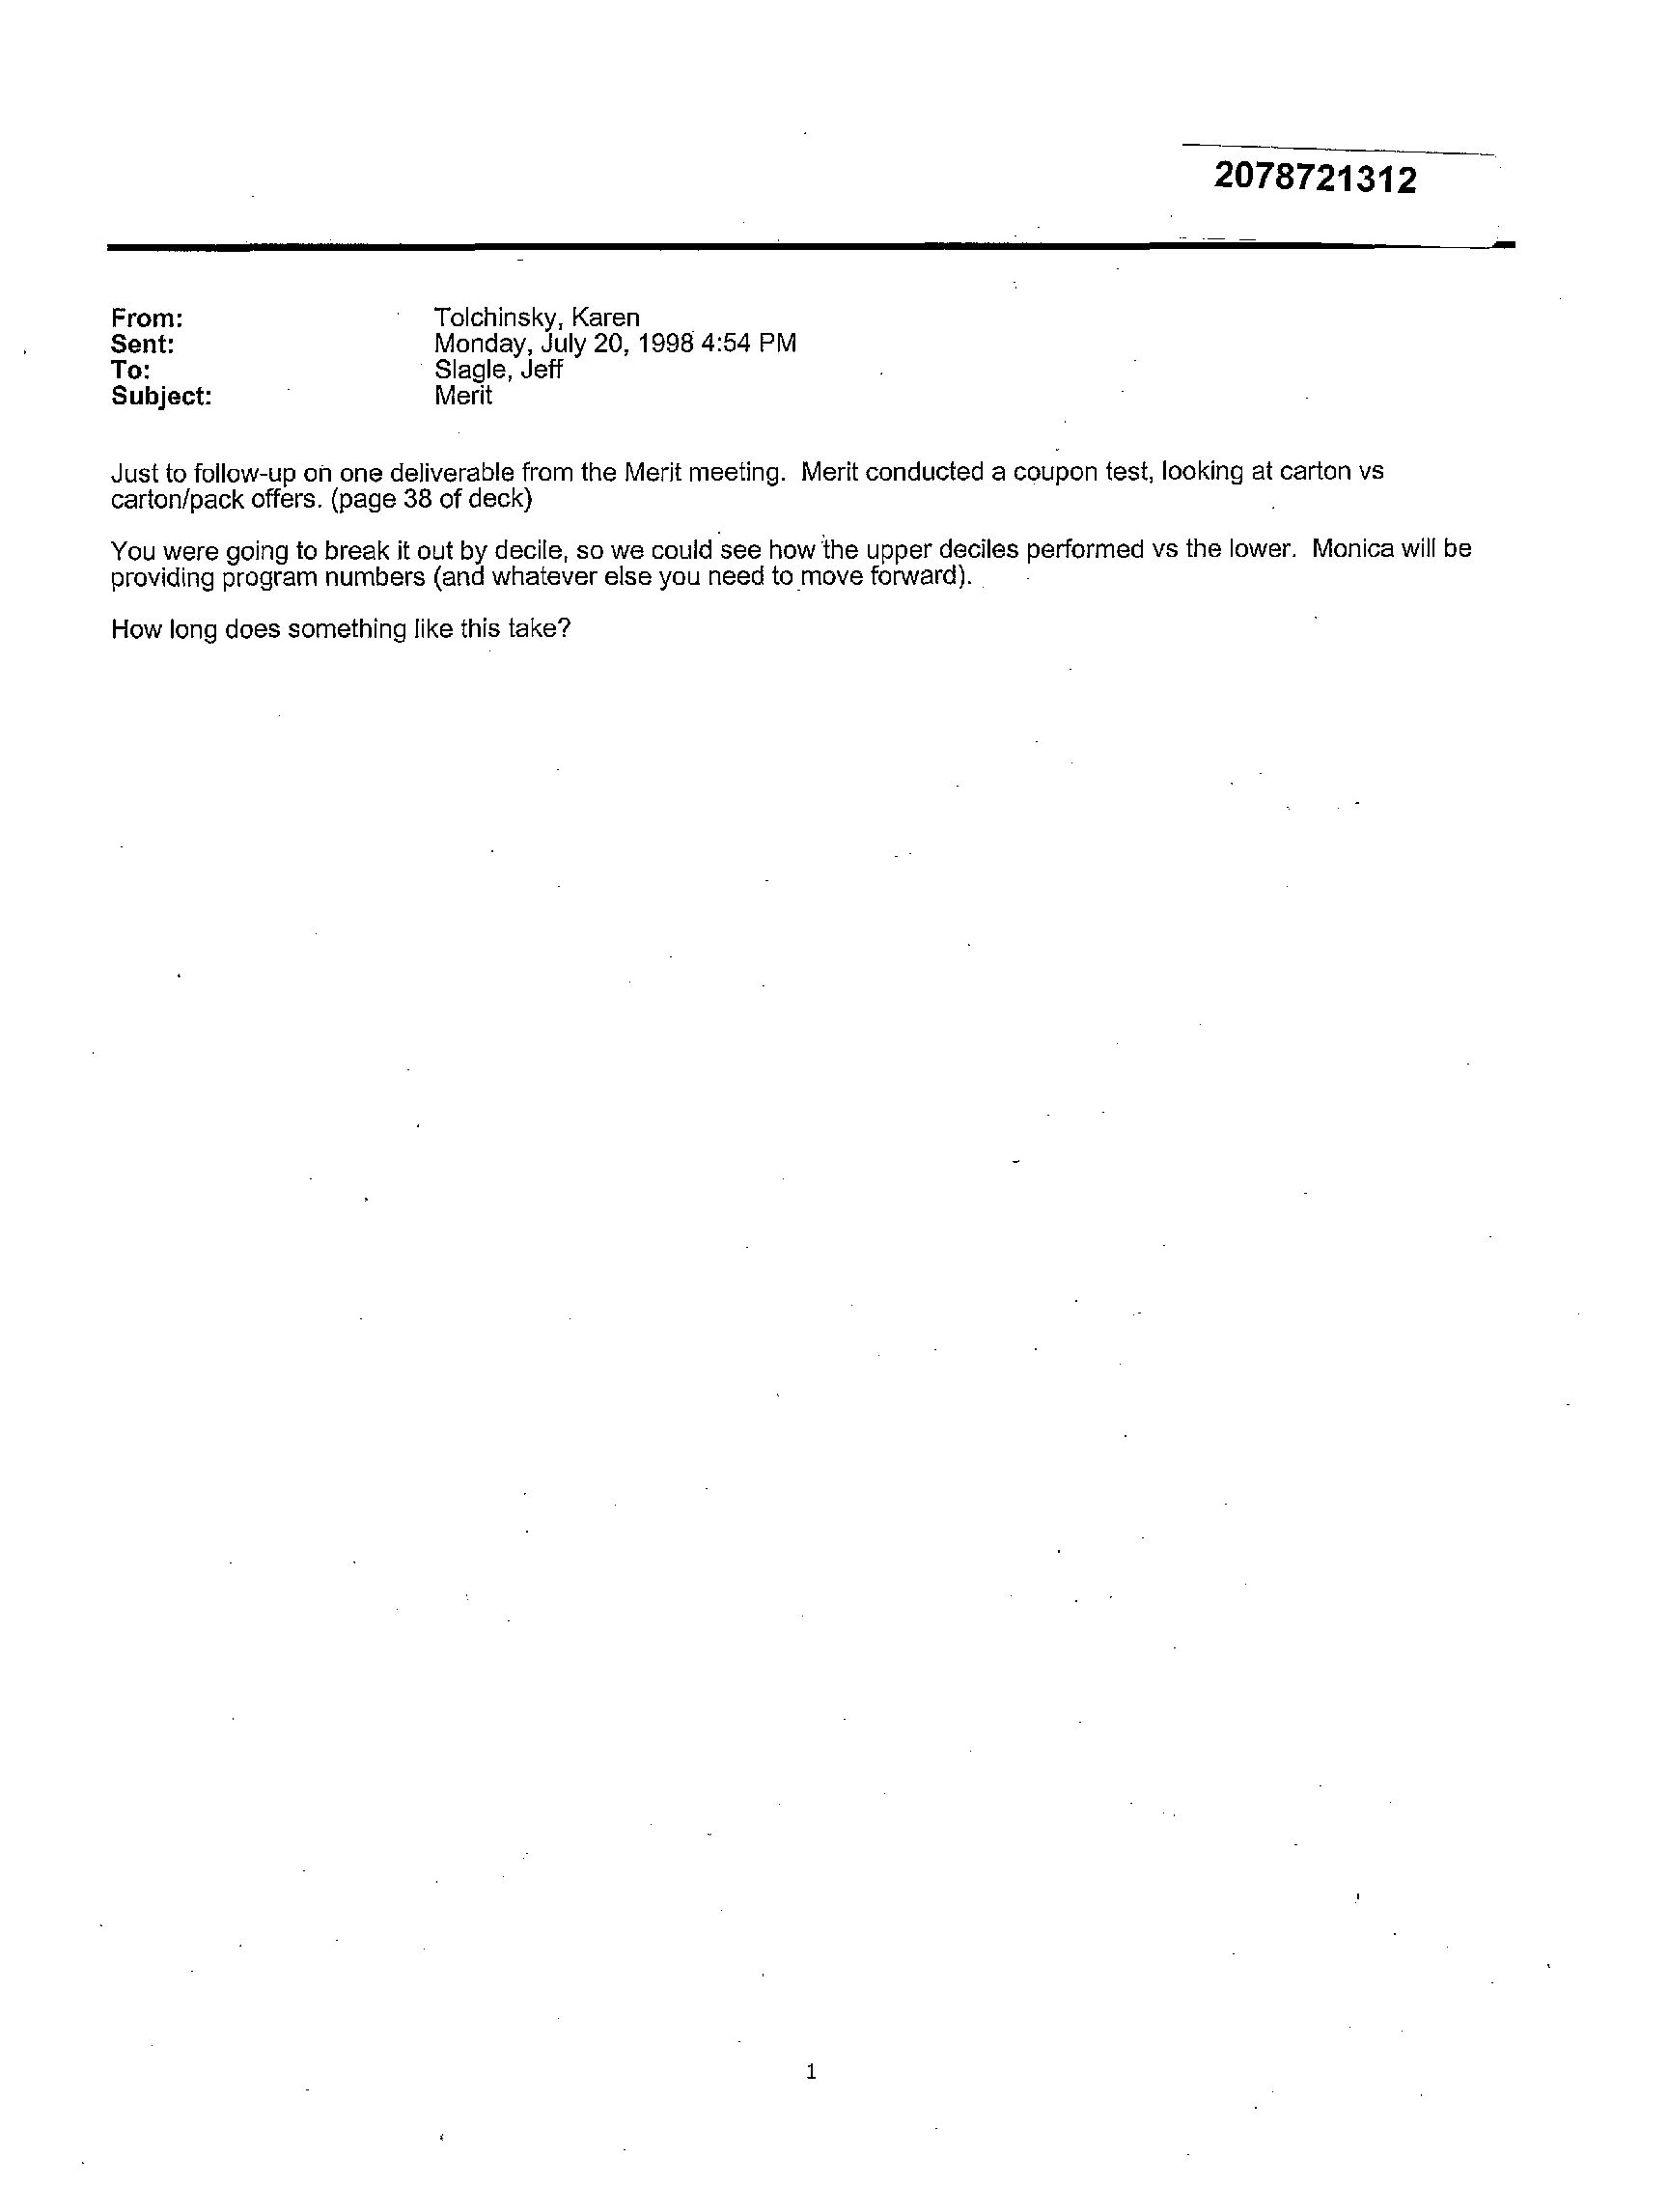 2078721312
From: Tolchinsky, Karen
Sent: Monday, July 20, 1998 4:54 PM
To: Slagle, Jeff
Subject: Merit
Just to follow-up on one deliverable from the Merit meeting. Merit conducted a coupon test, looking at carton vs
carton/pack offers. (page 38 of deck)
You were going to break it out by decile, so we could see how the upper deciles performed vs the lower. Monica will be
providing program numbers (and whatever else you need to move forward).
How long does something like this take?
1